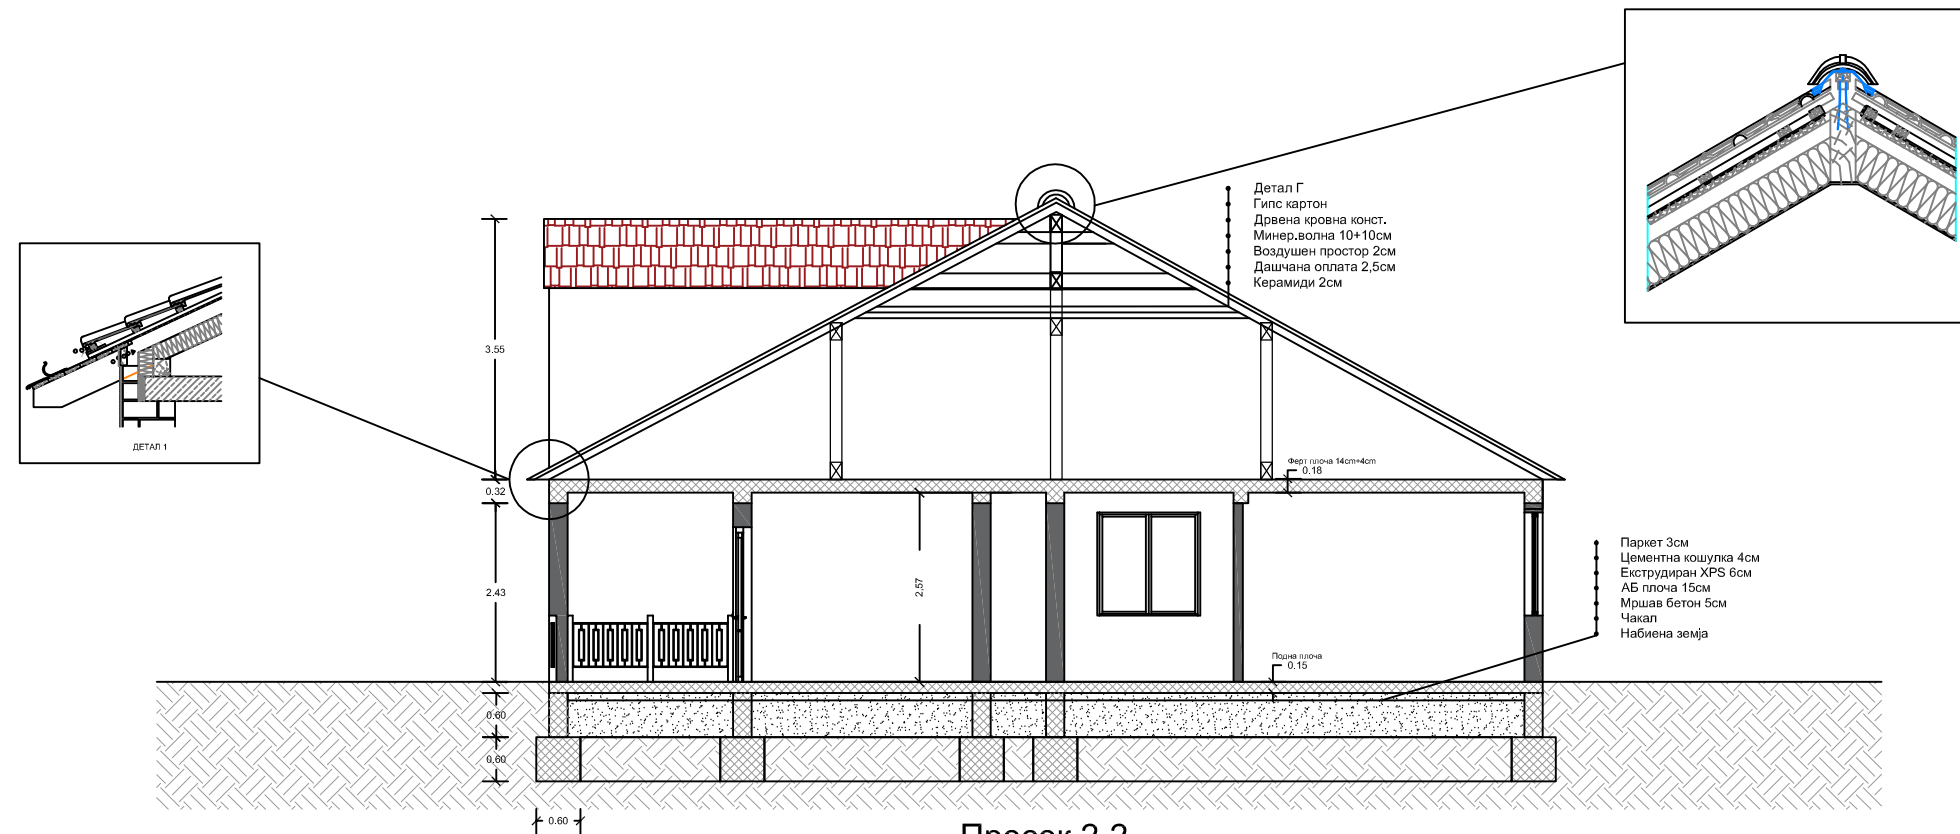 Детал Г
Гипс картон
Дрвена кровна конст.
Минер.волна 10+10см
Воздушен простор 2см
Дашчана оплата 2,5см
Керамиди 2см
3.55
ДЕТАЛ 1
Ферт плоча 14cm+4cm
0.18
0.32
2.43
2,57
Паркет 3см
Цементна кошулка 4см
Екструдиран XPS 6см
АБ плоча 15см
Мршав бетон 5см
Чакал
Набиена земја
Подна плоча
0.15
0.60
0.60
0.60
Пресек 2-2